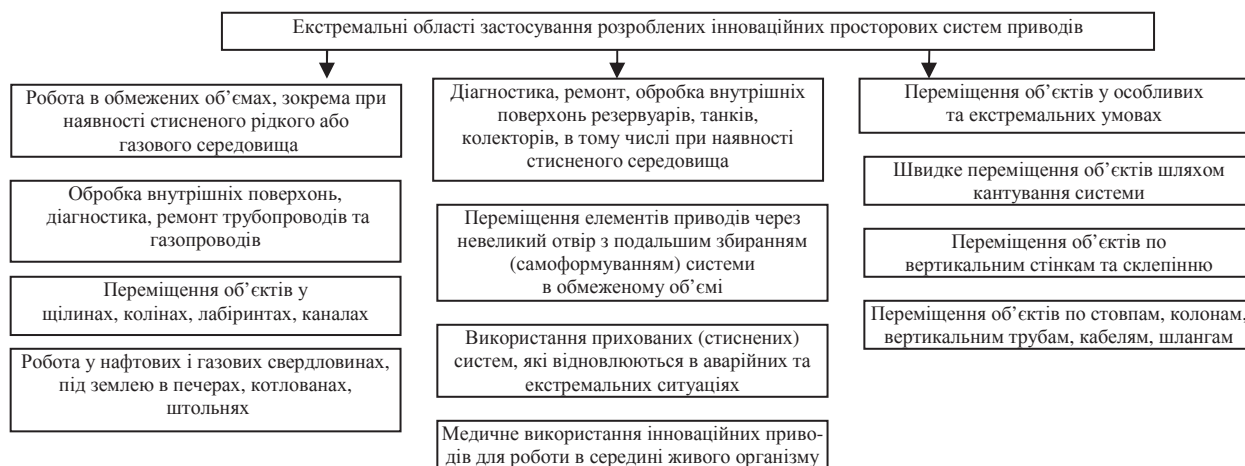 Екстремальні області застосування розроблених інноваційних просторових систем приводів
Робота в обмежених об’ємах, зокрема при
наявності стисненого рідкого або
газового середовища
Обробка внутрішніх поверхонь,
діагностика, ремонт трубопроводів та
газопроводів
Переміщення об’єктів у
щілинах, колінах, лабіринтах, каналах
Робота у нафтових і газових свердловинах,
під землею в печерах, котлованах,
штольнях
Діагностика, ремонт, обробка внутрішніх
поверхонь резервуарів, танків,
колекторів, в тому числі при наявності
стисненого середовища
Переміщення елементів приводів через
невеликий отвір з подальшим збиранням
(самоформуванням) системи
в обмеженому об’ємі
Використання прихованих (стиснених)
систем, які відновлюються в аварійних та
екстремальних ситуаціях
Медичне використання інноваційних приво-
дів для роботи в середині живого організму
Переміщення об’єктів у особливих
та екстремальних умовах
Швидке переміщення об’єктів шляхом
кантування системи
Переміщення об’єктів по
вертикальним стінкам та склепінню
Переміщення об’єктів по стовпам, колонам,
вертикальним трубам, кабелям, шлангам